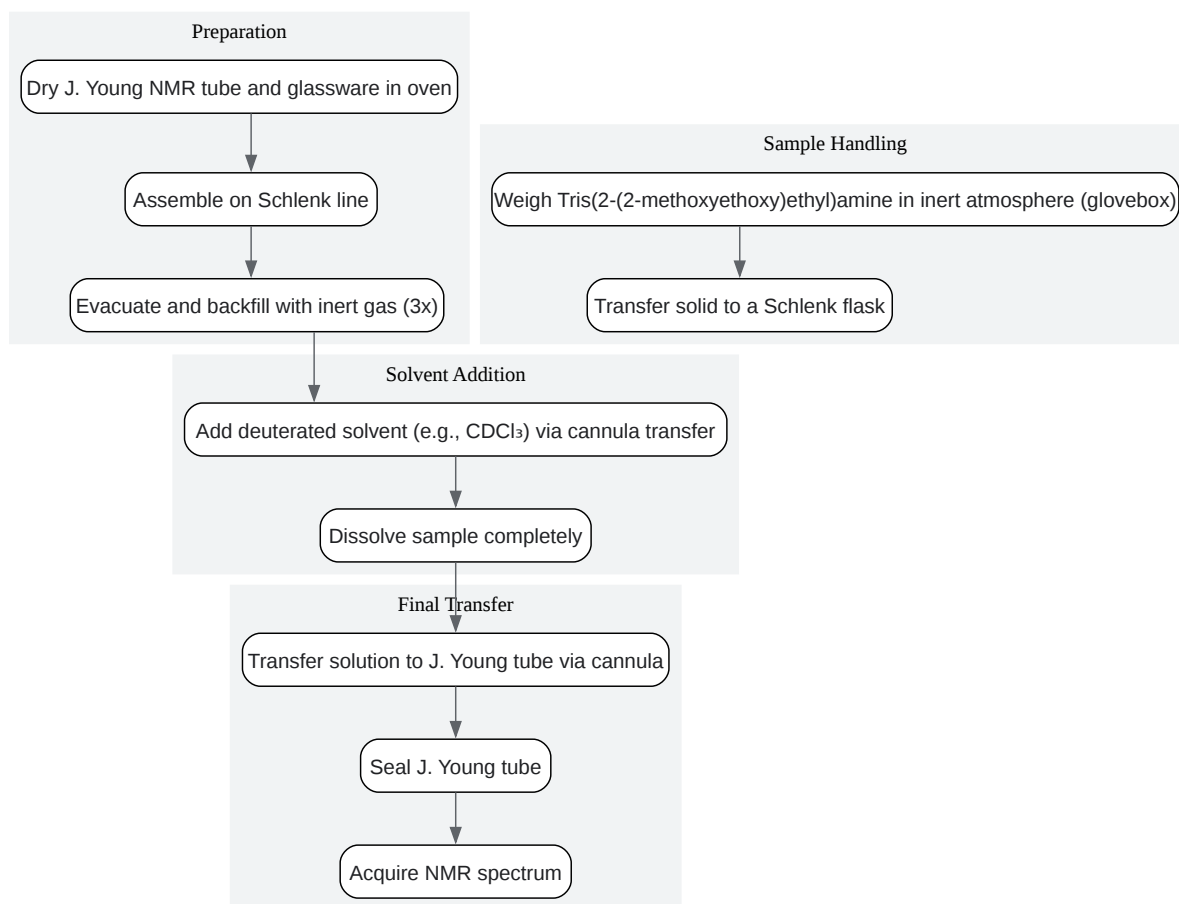 Preparation
Dry J. Young NMR tube and glassware in oven
Assemble on Schlenk line
Evacuate and backfill with inert gas (3x)
Sample Handling
Weigh Tris(2-(2-methoxyethoxy)ethyl)amine in inert atmosphere (glovebox)
Transfer solid to a Schlenk flask
Solvent Addition
Add deuterated solvent (e.g., CDCl₃) via cannula transfer
Dissolve sample completely
Final Transfer
Transfer solution to J. Young tube via cannula
Seal J. Young tube
Acquire NMR spectrum